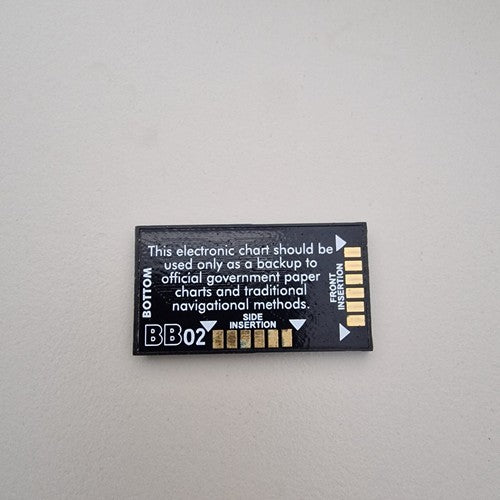 This electronic chart should be
used only as a backup to
official government paper
charts and traditional
navigational methods.
BOTTOM
BB02
SIDE
INSERTION
FRONT
INSERTION